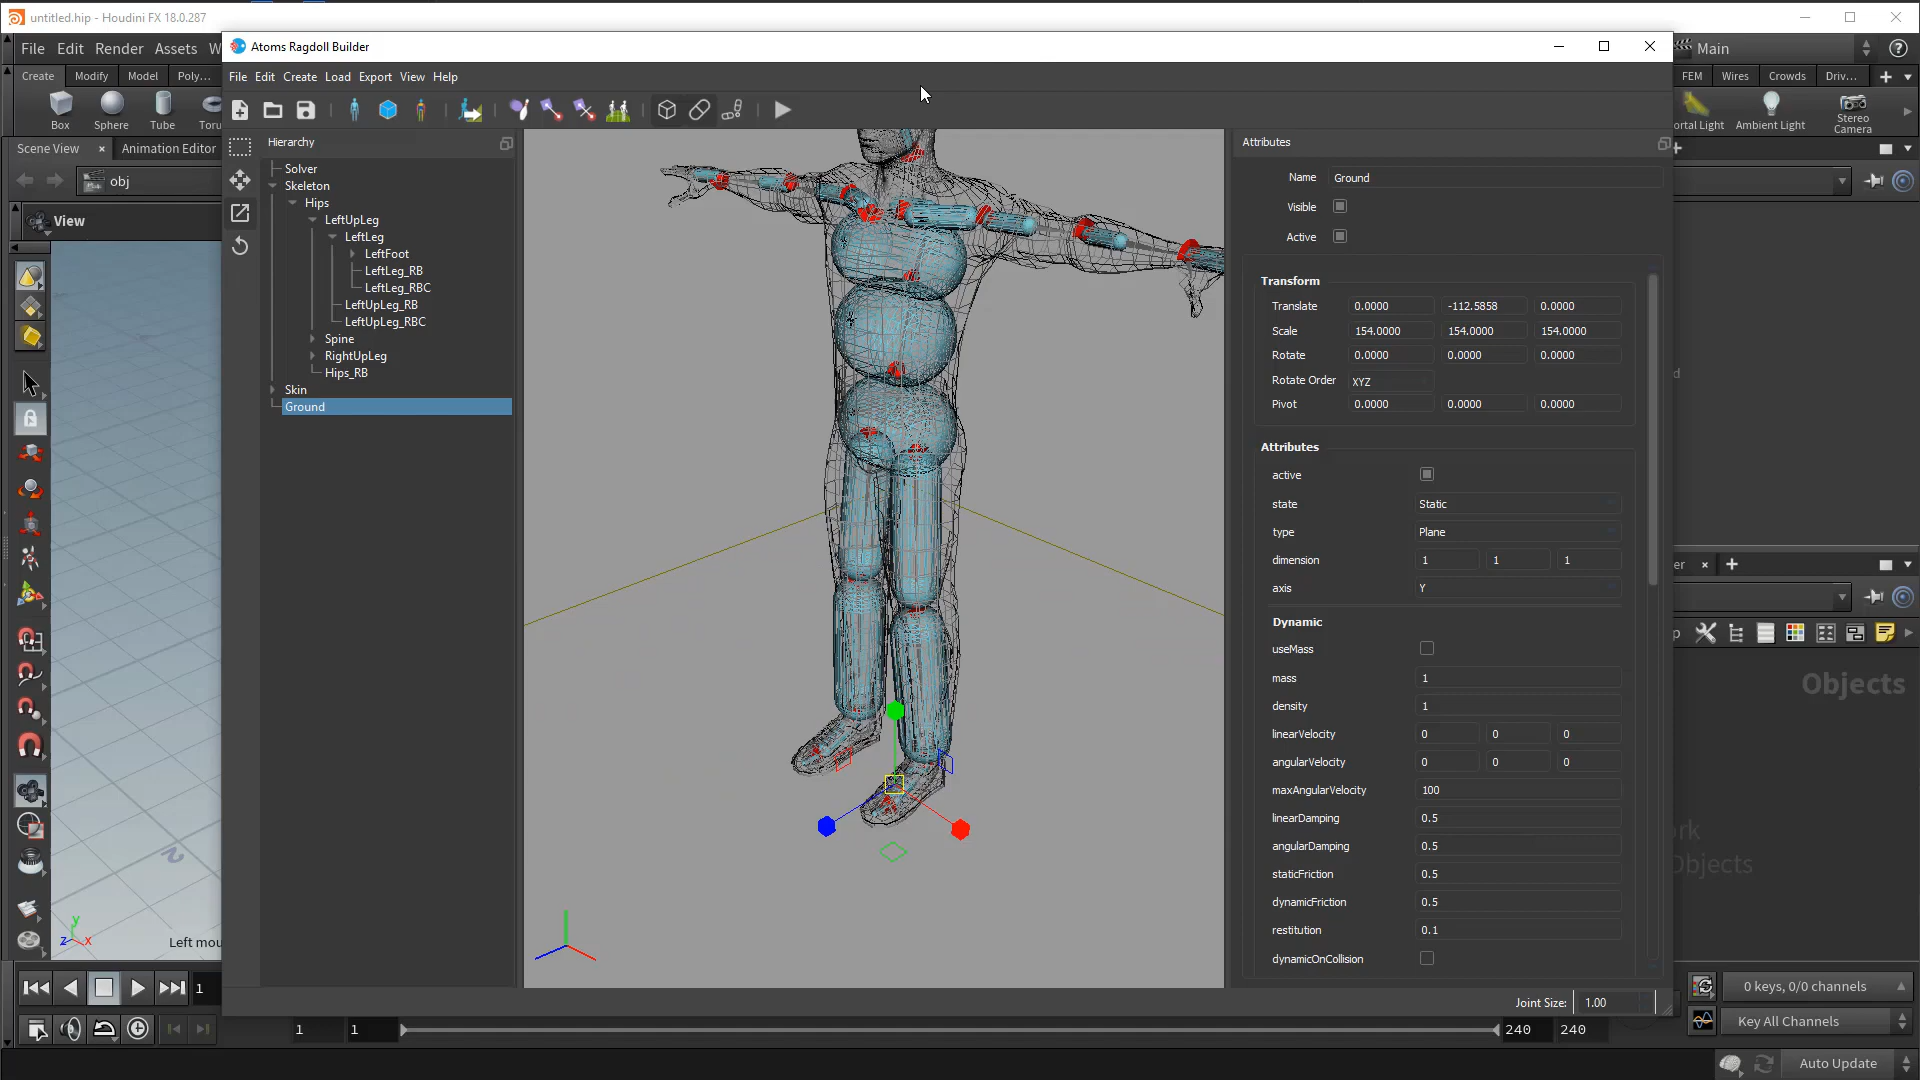 untitled.hip - Houdini FX 18.0.287
File Edit Render Assets W
Main
Create Modify Model Poly...
FEM Wires Crowds Driv...
Box Sphere Tube Toru
ortal Light Ambient Light Stereo Camera
Scene View Animation Editor
obj
View
Atoms Ragdoll Builder
File Edit Create Load Export View Help
Hierarchy
Solver
Skeleton
Hips
LeftUpLeg
LeftLeg
LeftFoot
LeftLeg_RB
LeftLeg_RBC
LeftUpLeg_RB
LeftUpLeg_RBC
Spine
RightUpLeg
Hips_RB
Skin
Ground
Attributes
Name Ground
Visible
Active
Transform
Translate 0.0000 -112.5858 0.0000
Scale 154.0000 154.0000 154.0000
Rotate 0.0000 0.0000 0.0000
Rotate Order XYZ
Pivot 0.0000 0.0000 0.0000
Attributes
active
state Static
type Plane
dimension 1 1 1
axis Y
Dynamic
useMass
mass 1
density 1
linearVelocity 0 0 0
angularVelocity 0 0 0
maxAngularVelocity 100
linearDamping 0.5
angularDamping 0.5
staticFriction 0.5
dynamicFriction 0.5
restitution 0.1
dynamicOnCollision
Joint Size: 1.00
er
p
Objects
rk
Objects
y
z x
Left mou
1
1 1
240 240
0 keys, 0/0 channels
Key All Channels
Auto Update